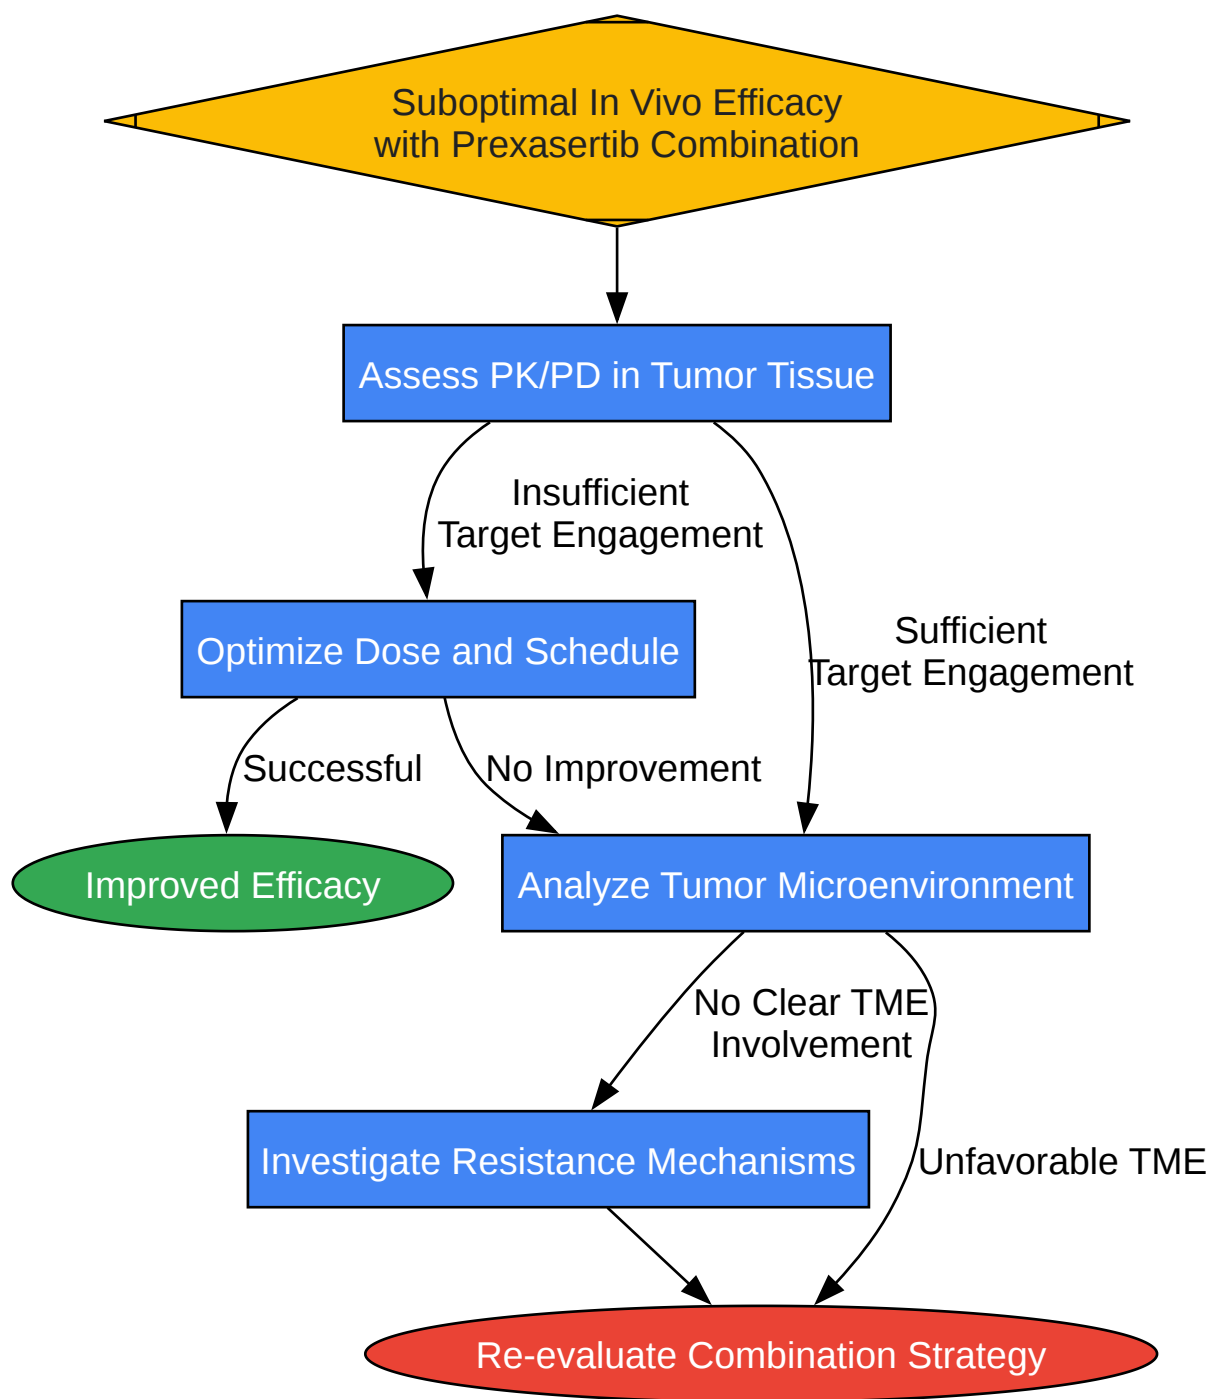 Suboptimal In Vivo Efficacy
with Prexasertib Combination
Assess PK/PD in Tumor Tissue
Insufficient
Target Engagement
Optimize Dose and Schedule
Sufficient
Target Engagement
Successful
No Improvement
Improved Efficacy
Analyze Tumor Microenvironment
No Clear TME
Involvement
Investigate Resistance Mechanisms
Unfavorable TME
Re-evaluate Combination Strategy